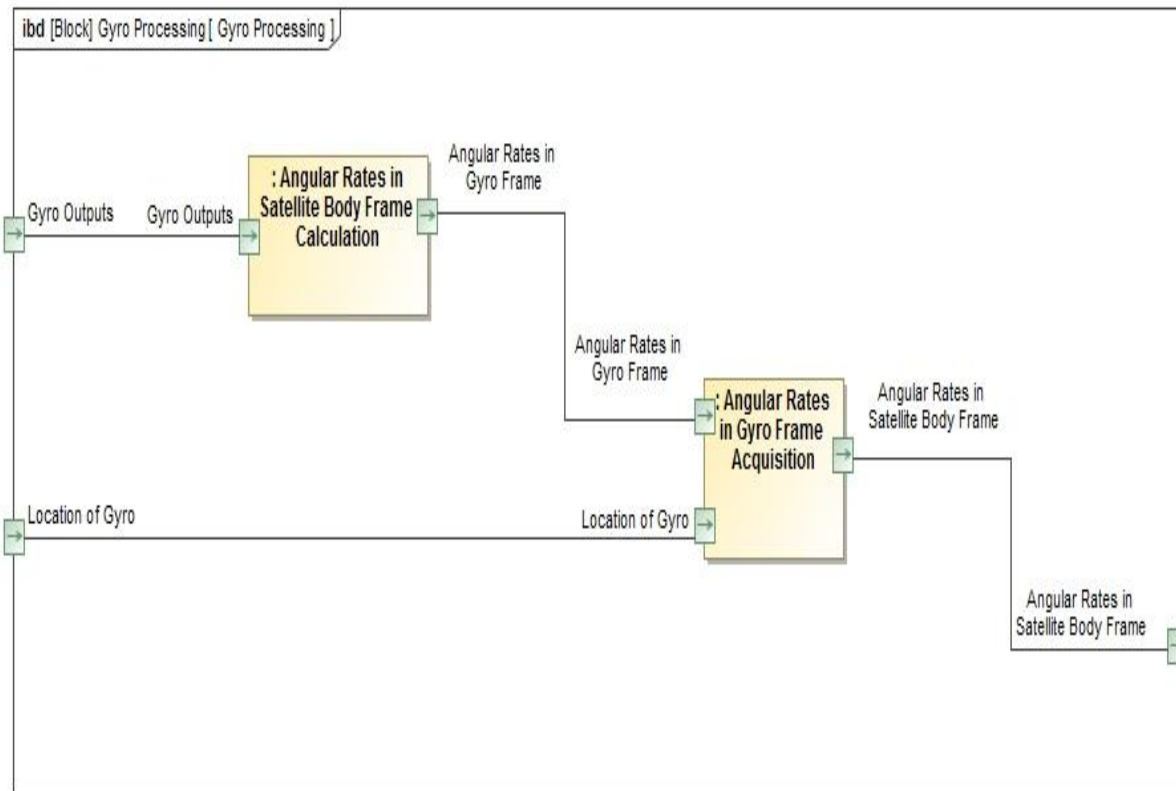 ibd [Block] Gyro Processing [ Gyro Processing ]
Gyro Outputs
Gyro Outputs
: Angular Rates in
Satellite Body Frame
Calculation
Angular Rates in
Gyro Frame
Angular Rates in
Gyro Frame
: Angular Rates
in Gyro Frame
Acquisition
Angular Rates in
Satellite Body Frame
Location of Gyro
Location of Gyro
Angular Rates in
Satellite Body Frame